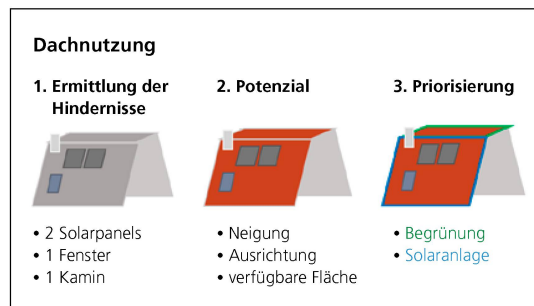 Dachnutzung
1. Ermittlung der
Hindernisse
• 2 Solarpanels
• 1 Fenster
• 1 Kamin
2. Potenzial
• Neigung
• Ausrichtung
• verfügbare Fläche
3. Priorisierung
• Begrünung
• Solaranlage